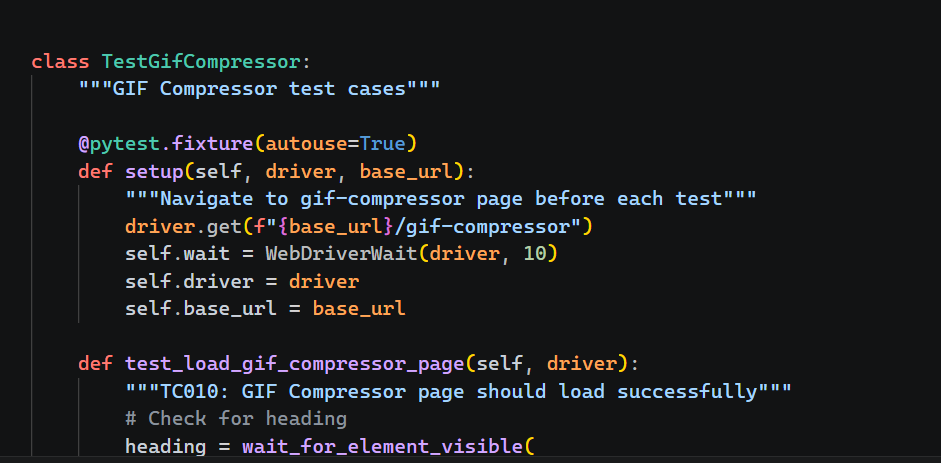 class TestGifCompressor:
    """GIF Compressor test cases"""
    @pytest.fixture(autouse=True)
    def setup(self, driver, base_url):
        """Navigate to gif-compressor page before each test"""
        driver.get(f"{base_url}/gif-compressor")
        self.wait = WebDriverWait(driver, 10)
        self.driver = driver
        self.base_url = base_url
    def test_load_gif_compressor_page(self, driver):
        """TC010: GIF Compressor page should load successfully"""
        # Check for heading
        heading = wait_for_element_visible(